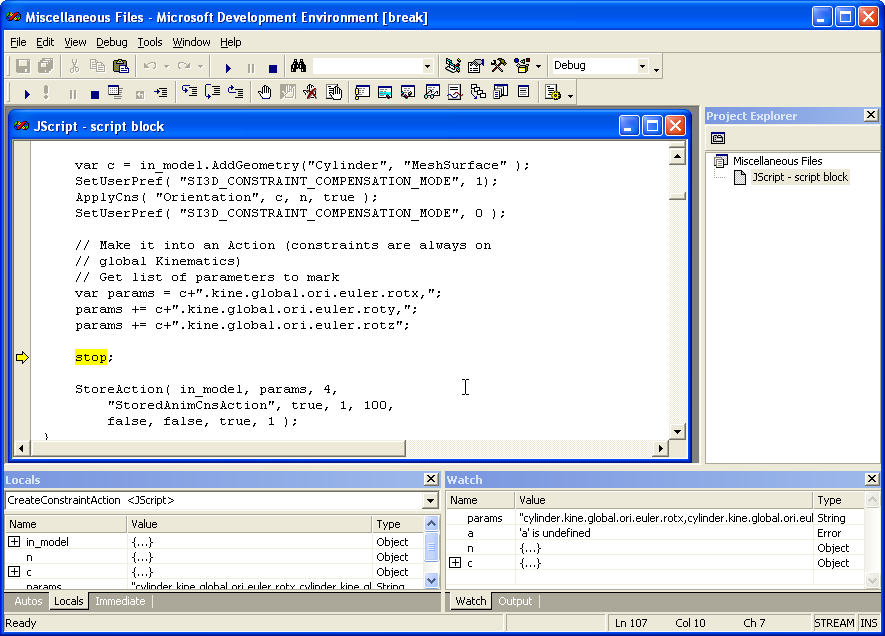 Miscellaneous Files - Microsoft Development Environment [break]
File Edit View Debug Tools Window Help
Debug
JScript - script block
var c = in_model.AddGeometry("Cylinder", "MeshSurface" );
SetUserPref( "SI3D_CONSTRAINT_COMPENSATION_MODE", 1);
ApplyCns( "Orientation", c, n, true );
SetUserPref( "SI3D_CONSTRAINT_COMPENSATION_MODE", 0 );
// Make it into an Action (constraints are always on
// global Kinematics)
// Get list of parameters to mark
var params = c+".kine.global.ori.euler.rotx,";
params += c+".kine.global.ori.euler.roty,";
params += c+".kine.global.ori.euler.rotz";
stop;
StoreAction( in_model, params, 4,
"StoredAnimCnsAction", true, 1, 100,
false, false, true, 1 );
}
Project Explorer
Miscellaneous Files
JScript - script block
Locals
CreateConstraintAction <JScript>
Name Value Type
in_model {...} Object
n {...} Object
c {...} Object
params "cylinder.kine.global.ori.euler.rotx,cylinder.kine.gl String
Autos Locals Immediate
Watch
Name Value Type
params "cylinder.kine.global.ori.euler.rotx,cylinder.kine.global.ori.eul String
a 'a' is undefined Error
n {...} Object
c {...} Object
Watch Output
Ready Ln 107 Col 10 Ch 7 STREAM INS